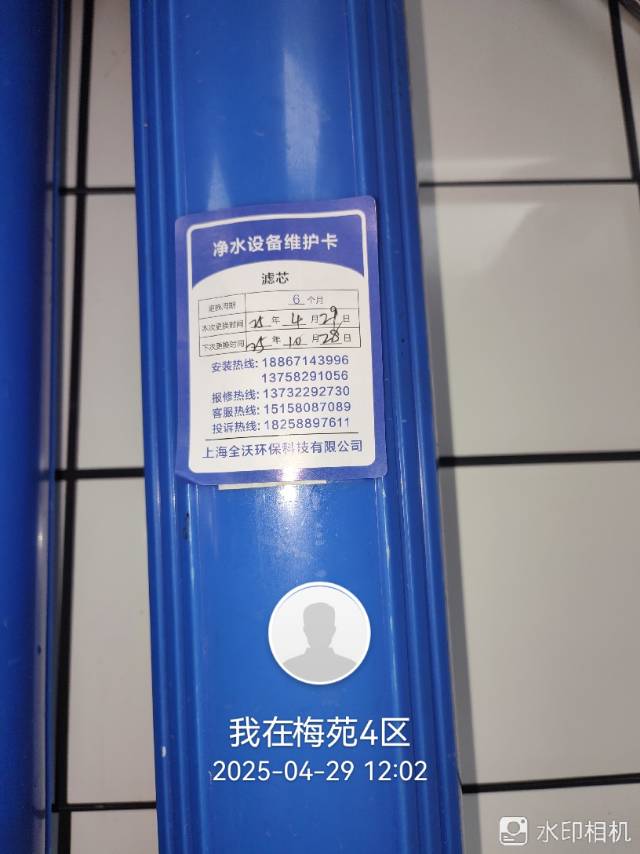 净水设备维护卡
滤芯
更换周期 6 个月
本次更换时间 25 年 4 月 29 日
下次更换时间 25 年 10 月 28 日
安装热线: 18867143996
13758291056
报修热线: 13732292730
客服热线: 15158087089
投诉热线: 18258897611
上海全沃环保科技有限公司
我在梅苑4区
2025-04-29 12:02
水印相机